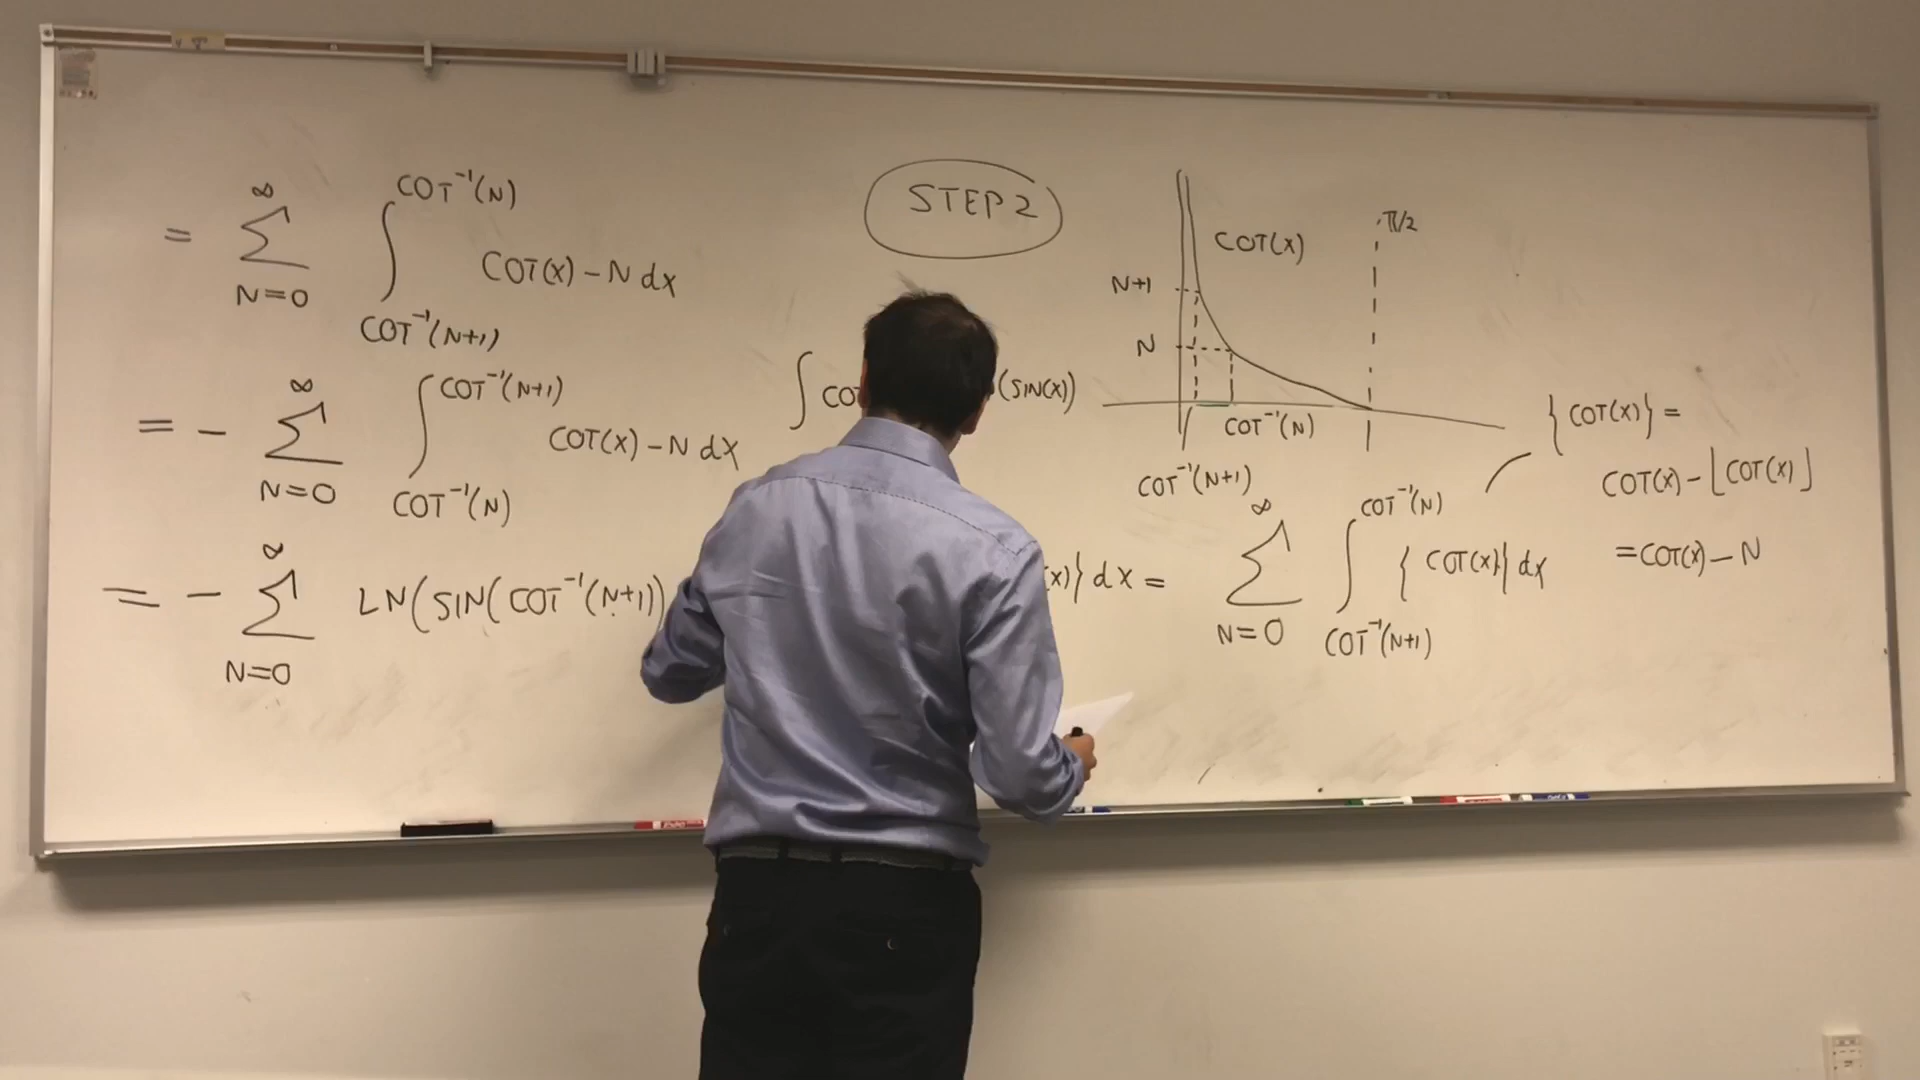 STEP 2
= ∞ Σ N=0 ∫ COT⁻¹(N) COT⁻¹(N+1) COT(X) – N dX
= – ∞ Σ N=0 ∫ COT⁻¹(N+1) COT⁻¹(N) COT(X) – N dX
= – ∞ Σ N=0 LN(SIN(COT⁻¹(N+1))
∫ COT
(SIN(X))
COT(X)
π/2
N+1
N
COT⁻¹(N)
COT⁻¹(N+1)
X)} dX = ∞ Σ N=0 ∫ COT⁻¹(N) COT⁻¹(N+1) {COT(X)} dX
{COT(X)} =
COT(X) – ⌊COT(X)⌋
= COT(X) – N